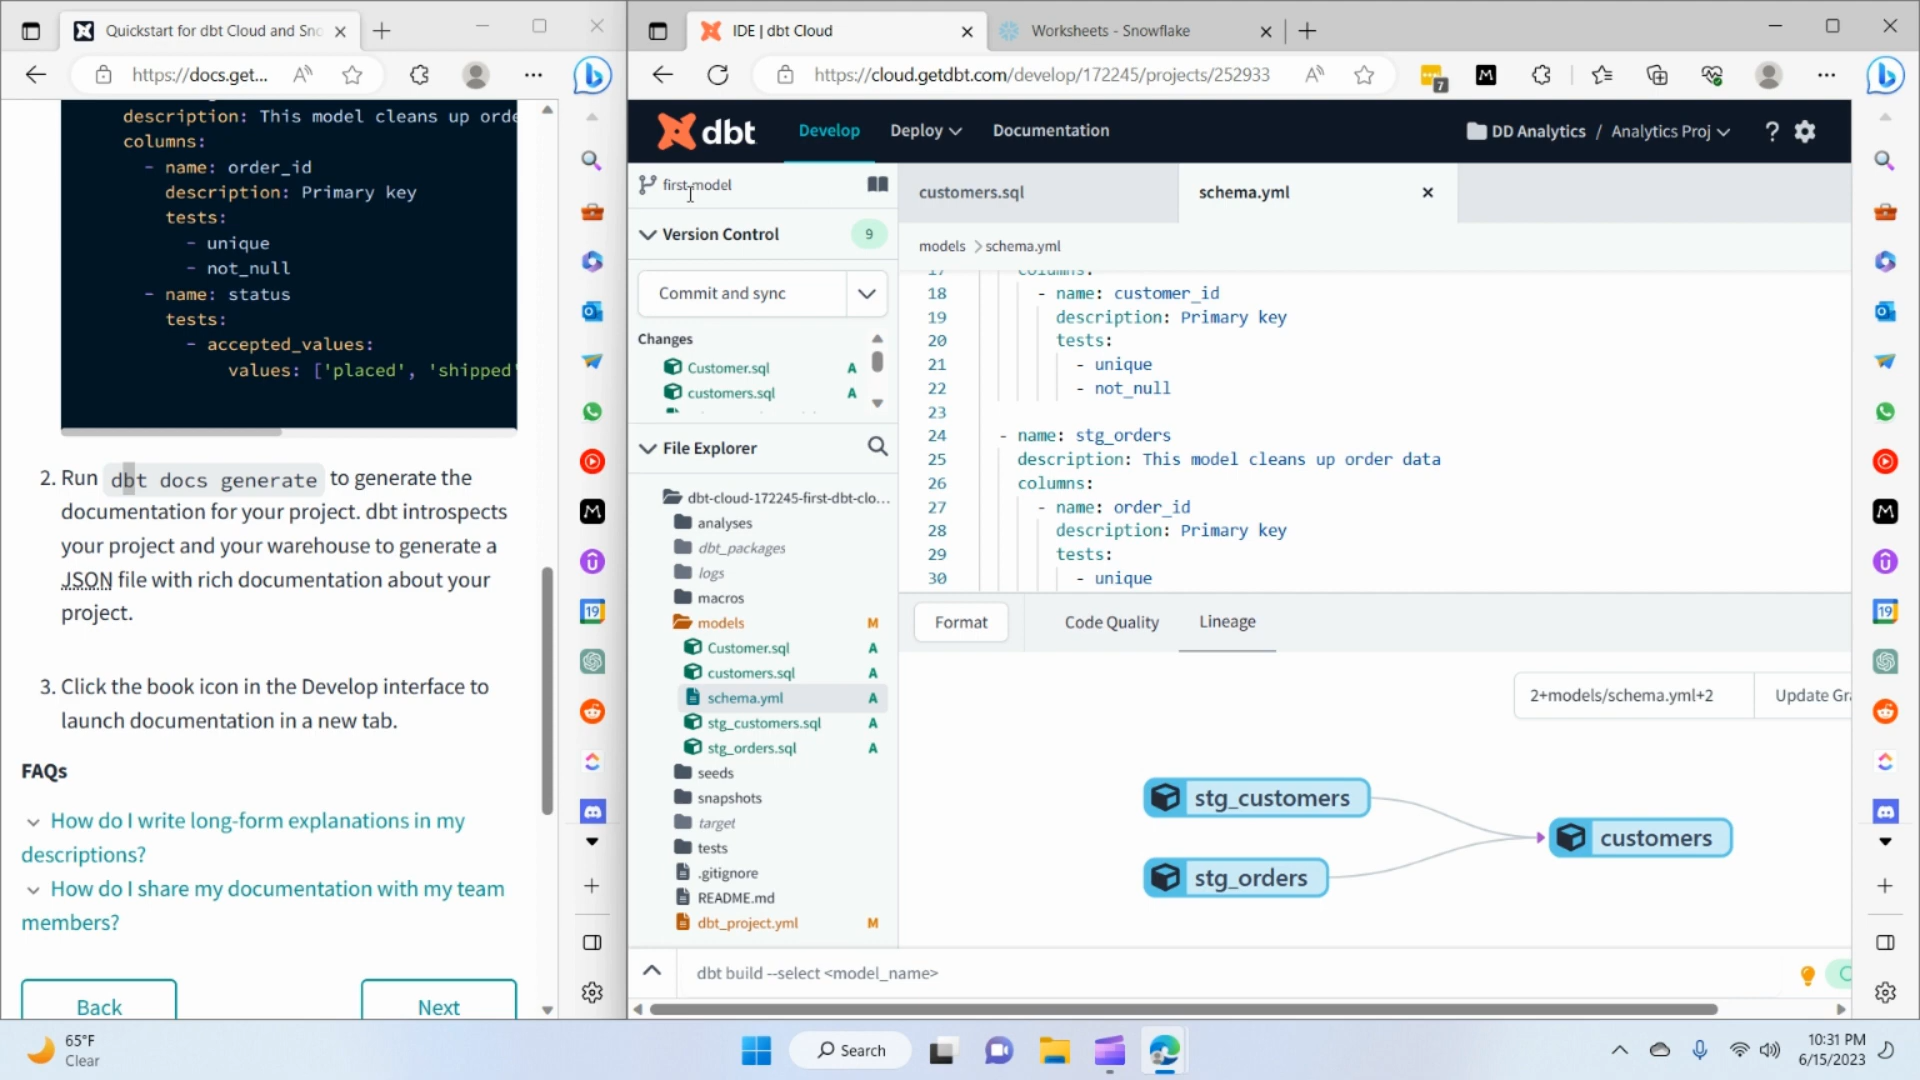 Quickstart for dbt Cloud and Sno
https://docs.get...
description: This model cleans up orde
columns:
- name: order_id
description: Primary key
tests:
- unique
- not_null
- name: status
tests:
- accepted_values:
values: ['placed', 'shipped'
2. Run dbt docs generate to generate the
documentation for your project. dbt introspects
your project and your warehouse to generate a
JSON file with rich documentation about your
project.
3. Click the book icon in the Develop interface to
launch documentation in a new tab.
FAQs
How do I write long-form explanations in my
descriptions?
How do I share my documentation with my team
members?
Back
Next
IDE | dbt Cloud
Worksheets - Snowflake
https://cloud.getdbt.com/develop/172245/projects/252933
7
dbt
Develop
Deploy
Documentation
DD Analytics / Analytics Proj
?
first-model
Version Control
9
Commit and sync
Changes
Customer.sql A
customers.sql A
File Explorer
dbt-cloud-172245-first-dbt-clo...
analyses
dbt_packages
logs
macros
models M
Customer.sql A
customers.sql A
schema.yml A
stg_customers.sql A
stg_orders.sql A
seeds
snapshots
target
tests
.gitignore
README.md
dbt_project.yml M
customers.sql
schema.yml
models > schema.yml
17 columns:
18 - name: customer_id
19 description: Primary key
20 tests:
21 - unique
22 - not_null
23
24 - name: stg_orders
25 description: This model cleans up order data
26 columns:
27 - name: order_id
28 description: Primary key
29 tests:
30 - unique
Format
Code Quality
Lineage
2+models/schema.yml+2
Update Gra
stg_customers
stg_orders
customers
dbt build --select <model_name>
65°F
Clear
Search
10:31 PM
6/15/2023